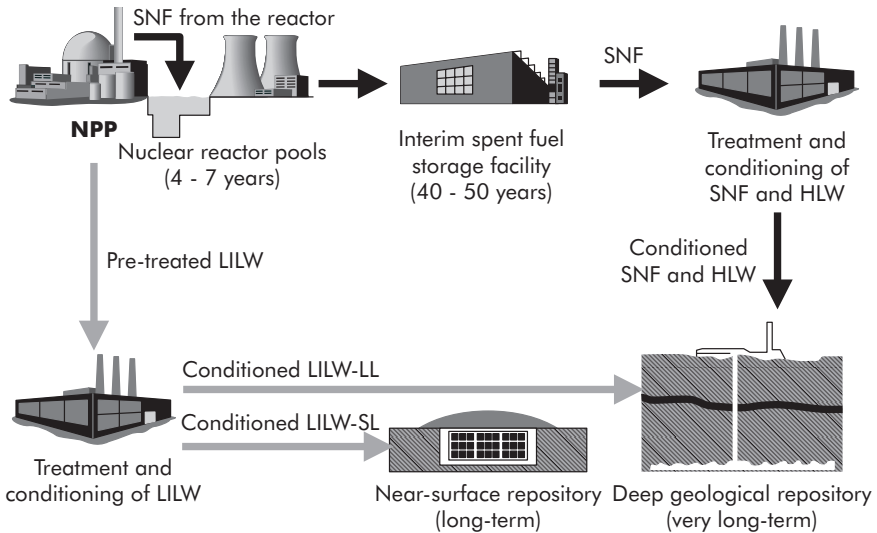 SNF from the reactor
NPP
Nuclear reactor pools
(4 - 7 years)
Interim spent fuel
storage facility
(40 - 50 years)
SNF
Treatment and
conditioning of
SNF and HLW
Conditioned
SNF and HLW
Pre-treated LILW
Conditioned LILW-LL
Conditioned LILW-SL
Treatment and
conditioning of LILW
Near-surface repository
(long-term)
Deep geological repository
(very long-term)